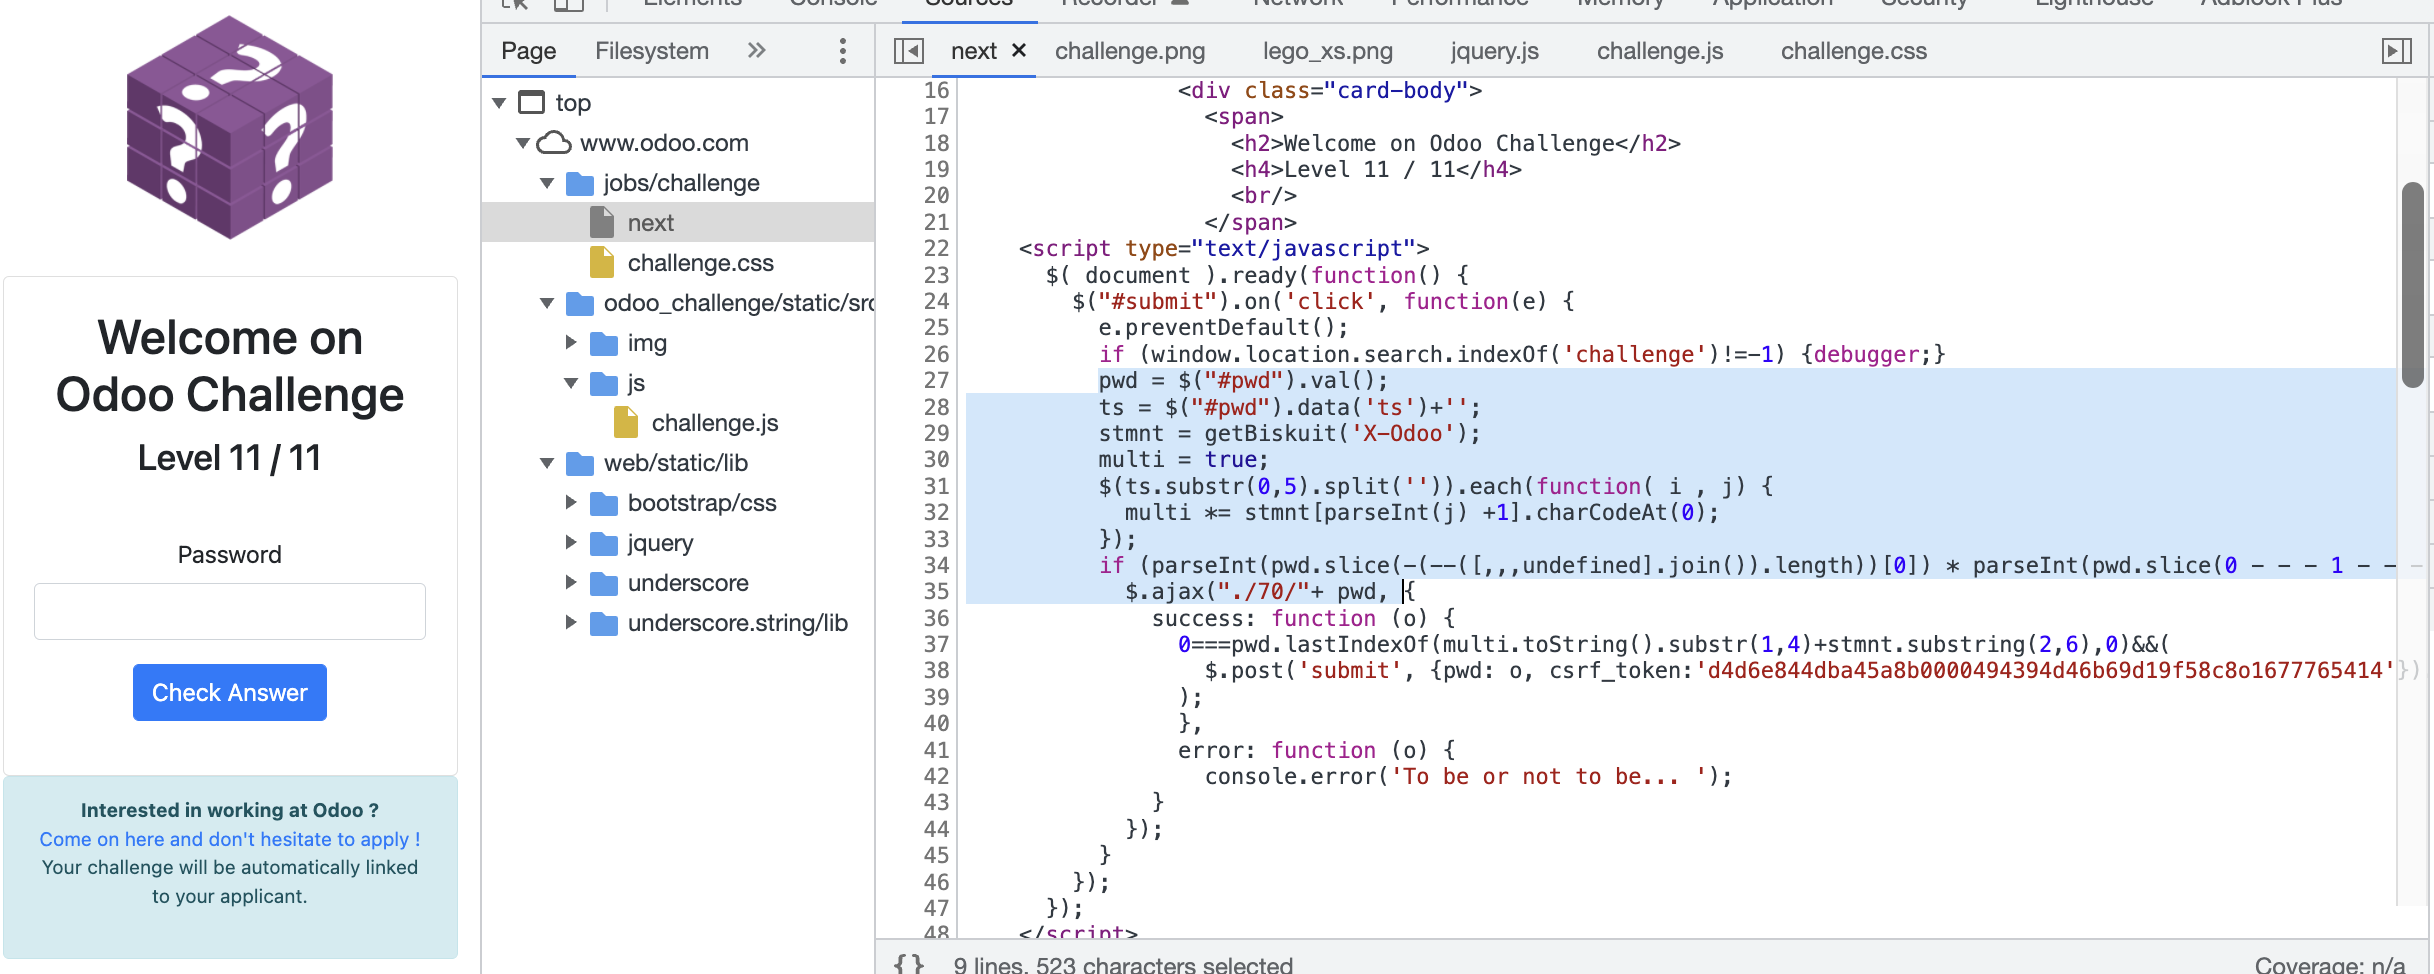 Elements Console Sources Recorder Network Performance Memory Application Security Lighthouse Adblock Plus
Page Filesystem »
next × challenge.png lego_xs.png jquery.js challenge.js challenge.css
? ? ?
Welcome on
Odoo Challenge
Level 11 / 11
Password
Check Answer
Interested in working at Odoo ?
Come on here and don't hesitate to apply !
Your challenge will be automatically linked
to your applicant.
top
www.odoo.com
jobs/challenge
next
challenge.css
odoo_challenge/static/src
img
js
challenge.js
web/static/lib
bootstrap/css
jquery
underscore
underscore.string/lib
16 <div class="card-body">
17 <span>
18 <h2>Welcome on Odoo Challenge</h2>
19 <h4>Level 11 / 11</h4>
20 <br/>
21 </span>
22 <script type="text/javascript">
23 $( document ).ready(function() {
24 $("#submit").on('click', function(e) {
25 e.preventDefault();
26 if (window.location.search.indexOf('challenge')!=-1) {debugger;}
27 pwd = $("#pwd").val();
28 ts = $("#pwd").data('ts')+'';
29 stmnt = getBiskuit('X-Odoo');
30 multi = true;
31 $(ts.substr(0,5).split('')).each(function( i , j) {
32 multi *= stmnt[parseInt(j) +1].charCodeAt(0);
33 });
34 if (parseInt(pwd.slice(-(--([,,,undefined].join()).length))[0]) * parseInt(pwd.slice(0 - - - 1 - - -
35 $.ajax("./70/"+ pwd, {
36 success: function (o) {
37 0===pwd.lastIndexOf(multi.toString().substr(1,4)+stmnt.substring(2,6),0)&&(
38 $.post('submit', {pwd: o, csrf_token:'d4d6e844dba45a8b0000494394d46b69d19f58c8o1677765414'})
39 );
40 },
41 error: function (o) {
42 console.error('To be or not to be... ');
43 }
44 });
45 }
46 });
47 });
48 </script>
{} 9 lines, 523 characters selected
Coverage: n/a